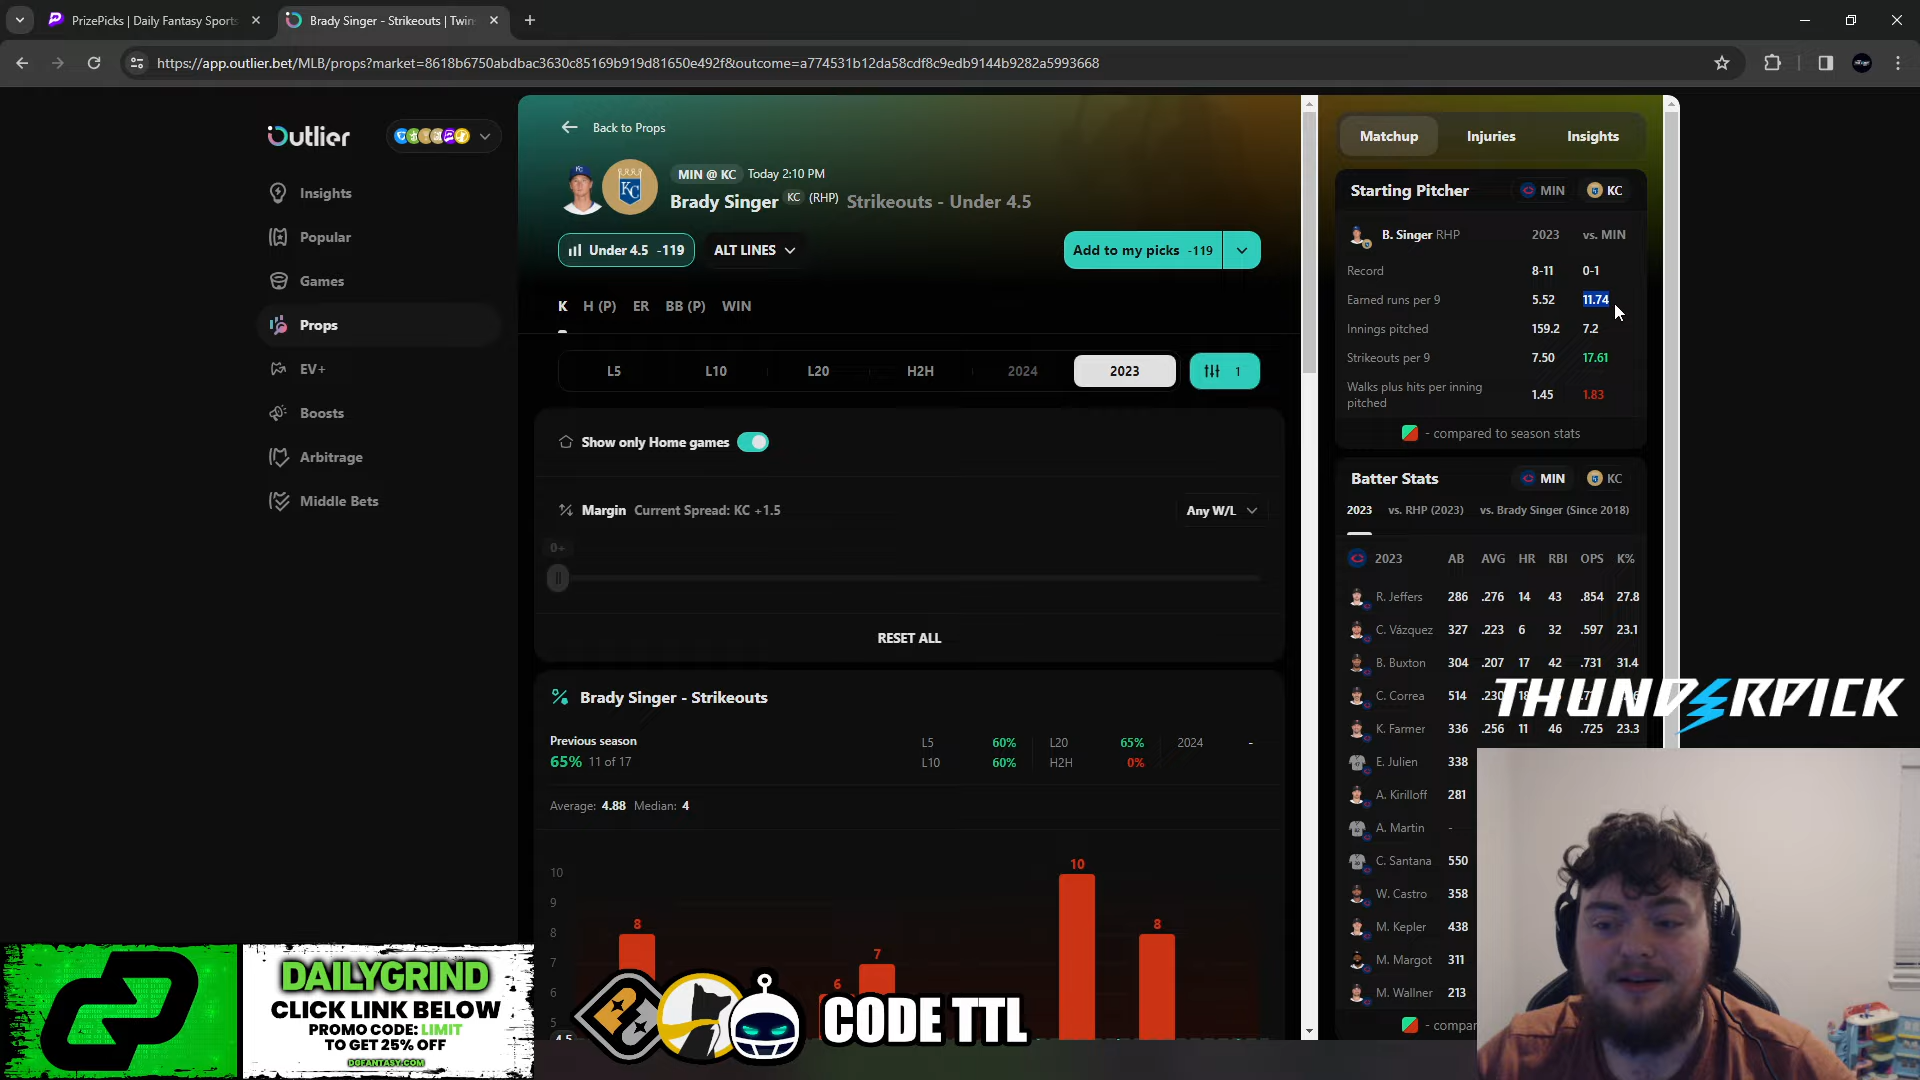 PrizePicks | Daily Fantasy Sports
Brady Singer - Strikeouts | Twin
https://app.outlier.bet/MLB/props?market=8618b6750abdbac3630c85169b919d81650e492f&outcome=a774531b12da58cdf8c9edb9144b9282a5993668
Outlier
Insights
Popular
Games
Props
EV+
Boosts
Arbitrage
Middle Bets
Back to Props
MIN @ KC Today 2:10 PM
Brady Singer KC (RHP) Strikeouts - Under 4.5
Under 4.5 -119 ALT LINES
Add to my picks -119
K H (P) ER BB (P) WIN
L5 L10 L20 H2H 2024 2023 1
Show only Home games
Margin Current Spread: KC +1.5 Any W/L
0+
RESET ALL
Brady Singer - Strikeouts
Previous season
65% 11 of 17
L5 60% L20 65% 2024 -
L10 60% H2H 0%
Average: 4.88 Median: 4
10
9
8
7
6
5
4.5
8
6
7
10
8
Matchup Injuries Insights
Starting Pitcher MIN KC
B. Singer RHP 2023 vs. MIN
Record 8-11 0-1
Earned runs per 9 5.52 11.74
Innings pitched 159.2 7.2
Strikeouts per 9 7.50 17.61
Walks plus hits per inning
pitched 1.45 1.83
- compared to season stats
Batter Stats MIN KC
2023 vs. RHP (2023) vs. Brady Singer (Since 2018)
2023 AB AVG HR RBI OPS K%
R. Jeffers 286 .276 14 43 .854 27.8
C. Vázquez 327 .223 6 32 .597 23.1
B. Buxton 304 .207 17 42 .731 31.4
C. Correa 514 .230 18
K. Farmer 336 .256 11 46 .725 23.3
E. Julien 338
A. Kirilloff 281
A. Martin -
C. Santana 550
W. Castro 358
M. Kepler 438
M. Margot 311
M. Wallner 213
- compar
THUNDERPICK
DAILYGRIND
CLICK LINK BELOW
PROMO CODE: LIMIT
TO GET 25% OFF
DGFANTASY.COM
CODE TTL